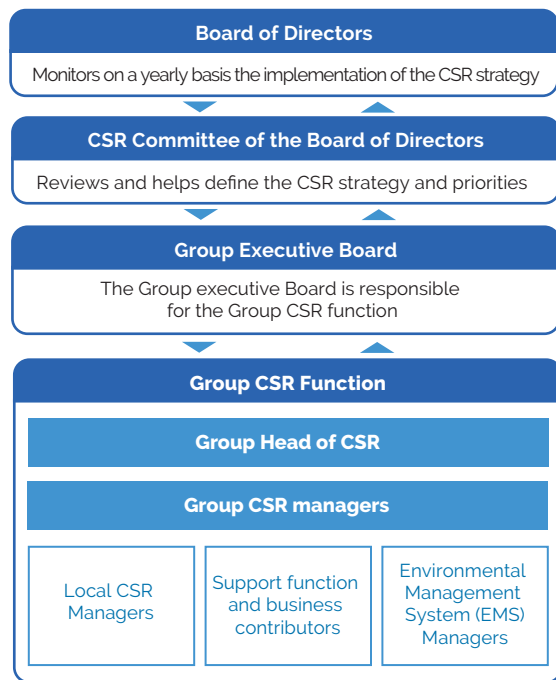 Board of Directors
Monitors on a yearly basis the implementation of the CSR strategy
CSR Committee of the Board of Directors
Reviews and helps define the CSR strategy and priorities
Group Executive Board
The Group executive Board is responsible
for the Group CSR function
Group CSR Function
Group Head of CSR
Group CSR managers
Local CSR
Managers
Support function
and business
contributors
Environmental
Management
System (EMS)
Managers